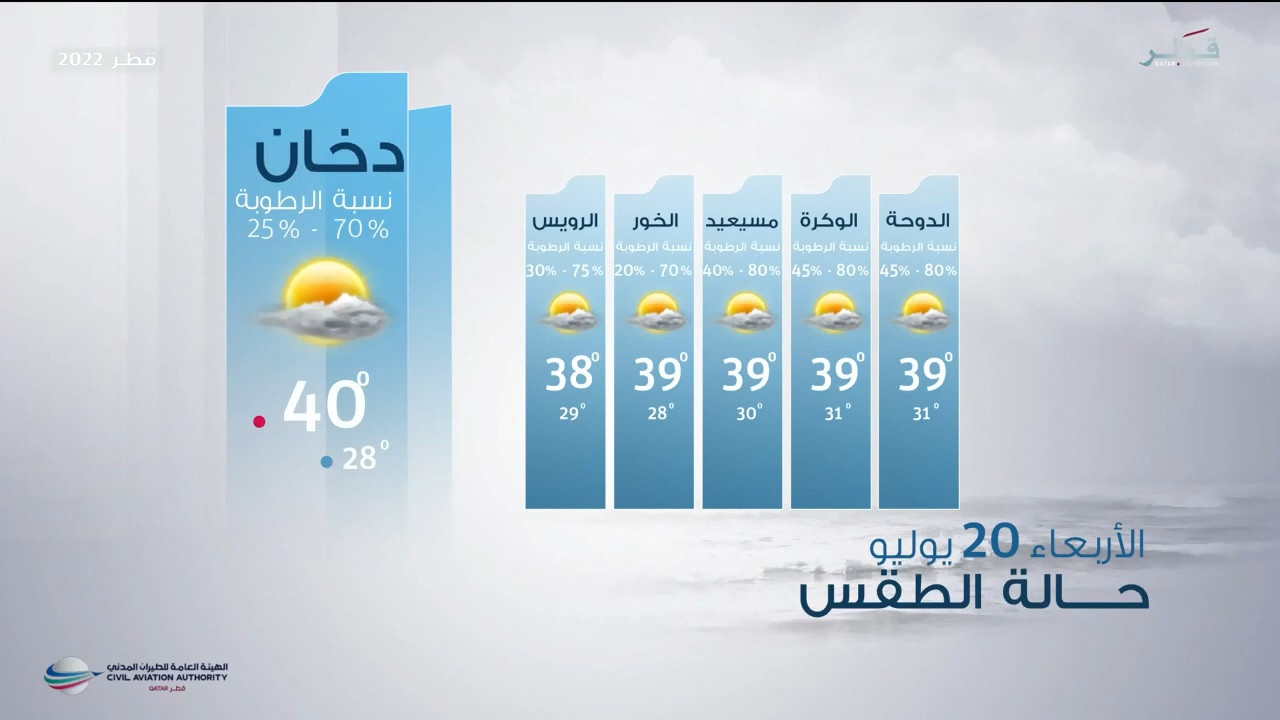 قطر 2022
قطر
دخان
نسبة الرطوبة
25% - 70%
40°
28°
الدوحة
نسبة الرطوبة
45% - 80%
39°
31°
الوكرة
نسبة الرطوبة
45% - 80%
39°
31°
مسيعيد
نسبة الرطوبة
40% - 80%
39°
30°
الخور
نسبة الرطوبة
20% - 70%
39°
28°
الرويس
نسبة الرطوبة
30% - 75%
38°
29°
الأربعاء 20 يوليو
حـــالة الطقس
الهيئة العامة للطيران المدني
CIVIL AVIATION AUTHORITY
QATAR قطر